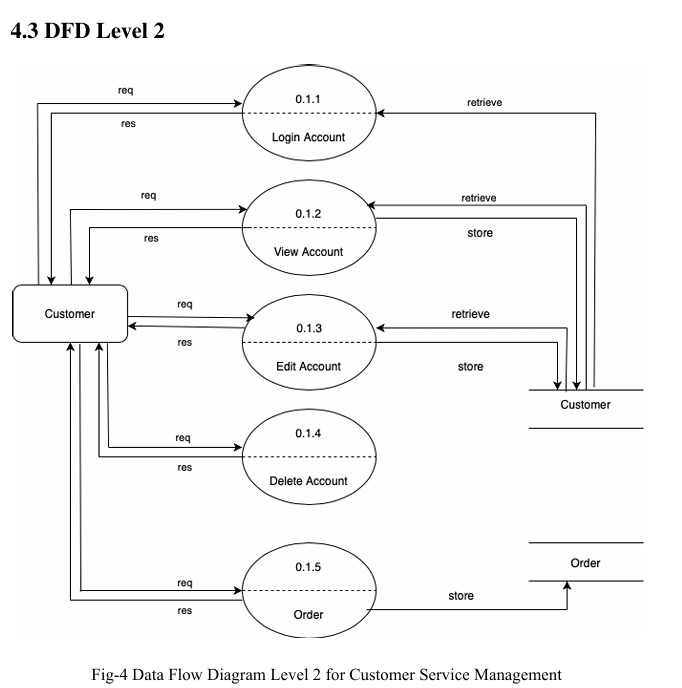 4.3 DFD Level 2
req
0.1.1
retrieve
res
Login Account
req
0.1.2
retrieve
res
store
View Account
Customer
req
0.1.3
retrieve
res
Edit Account
store
Customer
req
0.1.4
res
Delete Account
Order
req
0.1.5
store
res
Order
Fig-4 Data Flow Diagram Level 2 for Customer Service Management